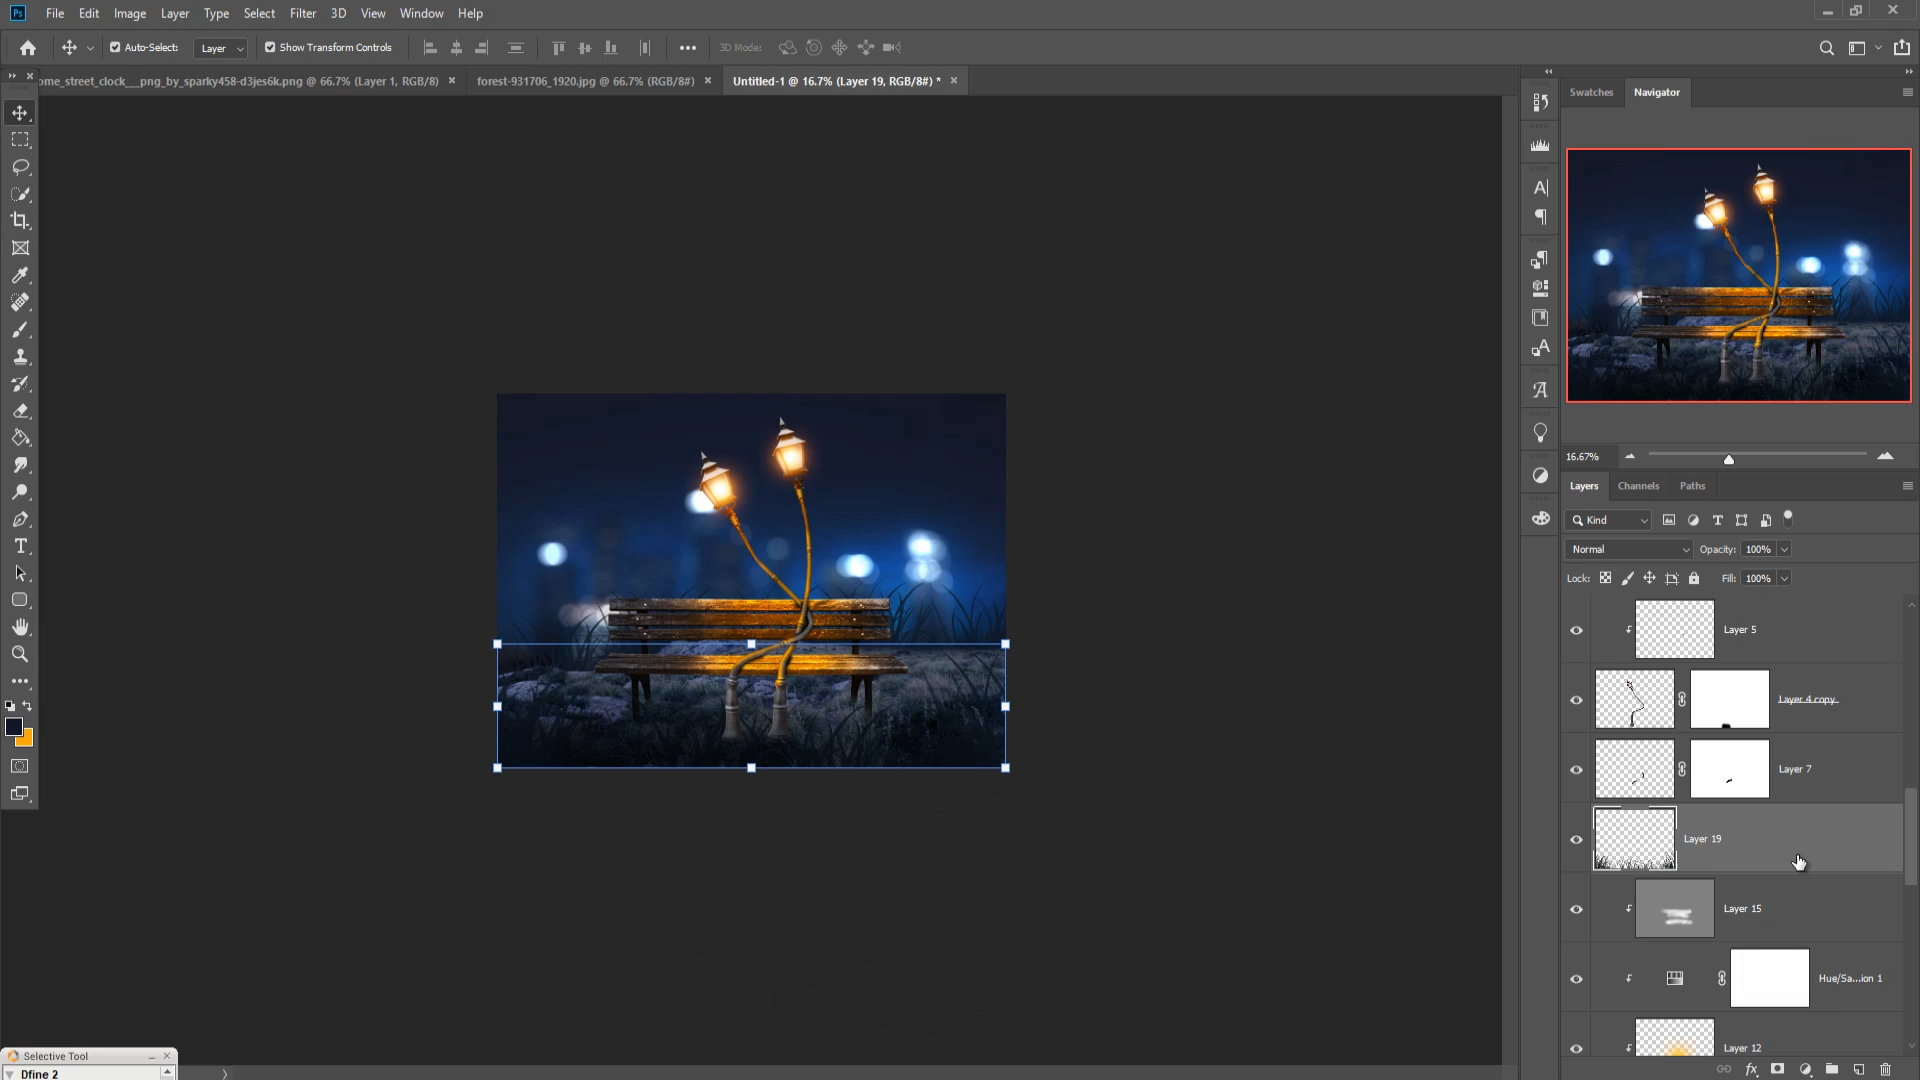 Ps File Edit Image Layer Type Select Filter 3D View Window Help
Auto-Select: Layer Show Transform Controls 3D Mode:
ome_street_clock___png_by_sparky458-d3jes6k.png @ 66.7% (Layer 1, RGB/8) × forest-931706_1920.jpg @ 66.7% (RGB/8#) × Untitled-1 @ 16.7% (Layer 19, RGB/8#) * ×
Swatches Navigator
16.67%
Layers Channels Paths
Kind
Normal Opacity: 100%
Lock: Fill: 100%
Layer 5
Layer 4 copy
Layer 7
Layer 19
Layer 15
Hue/Sa...ion 1
Layer 12
Selective Tool
Dfine 2